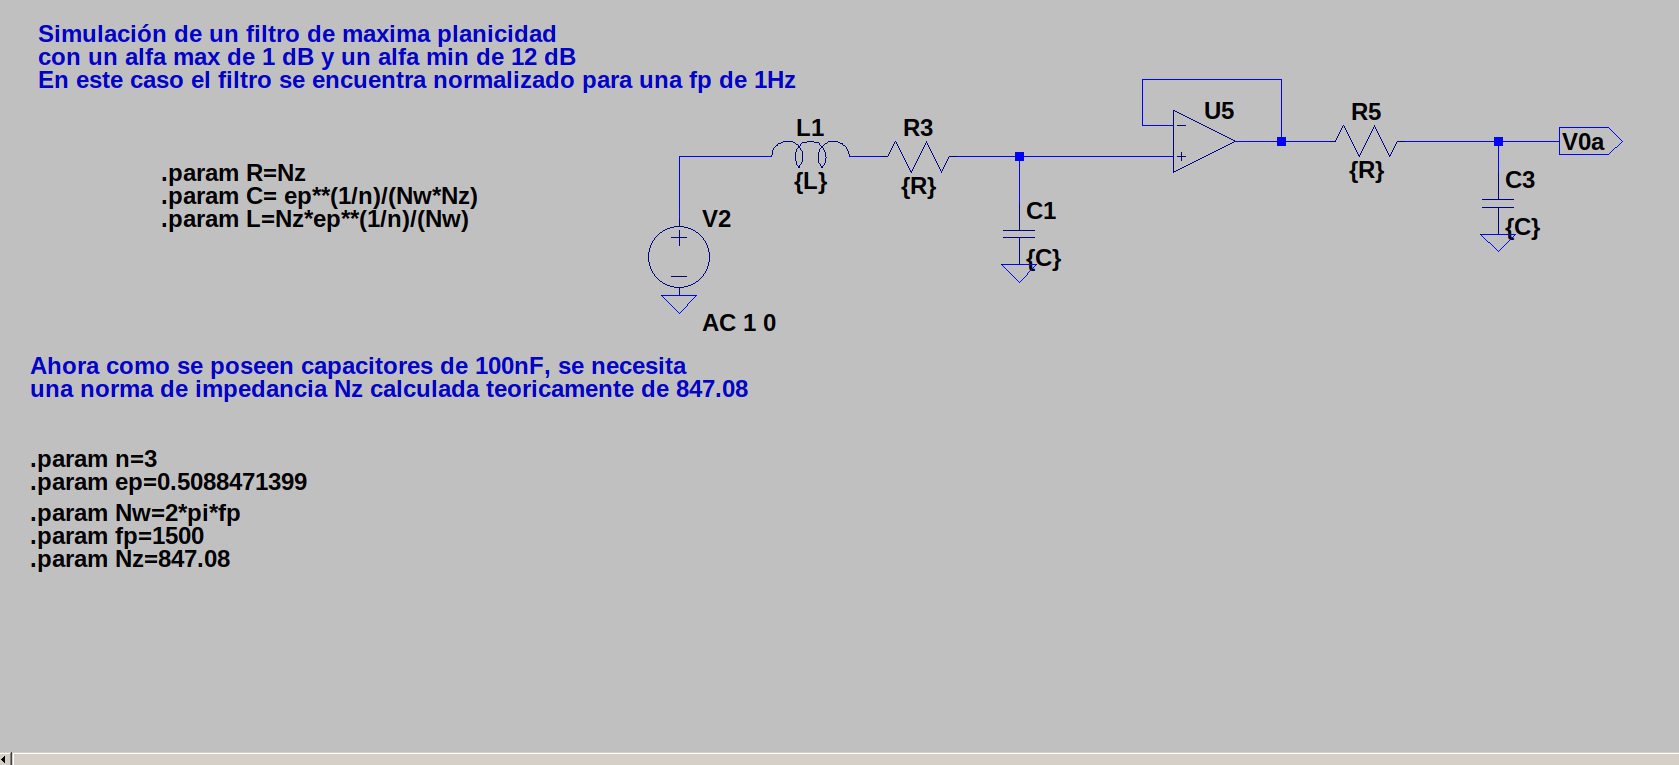 Simulación de un filtro de maxima planicidad
con un alfa max de 1 dB y un alfa min de 12 dB
En este caso el filtro se encuentra normalizado para una fp de 1Hz
.param R=Nz
.param C= ep**(1/n)/(Nw*Nz)
.param L=Nz*ep**(1/n)/(Nw)
L1
{L}
R3
{R}
V2
AC 1 0
C1
{C}
U5
R5
{R}
C3
{C}
V0a
Ahora como se poseen capacitores de 100nF, se necesita
una norma de impedancia Nz calculada teoricamente de 847.08
.param n=3
.param ep=0.5088471399
.param Nw=2*pi*fp
.param fp=1500
.param Nz=847.08